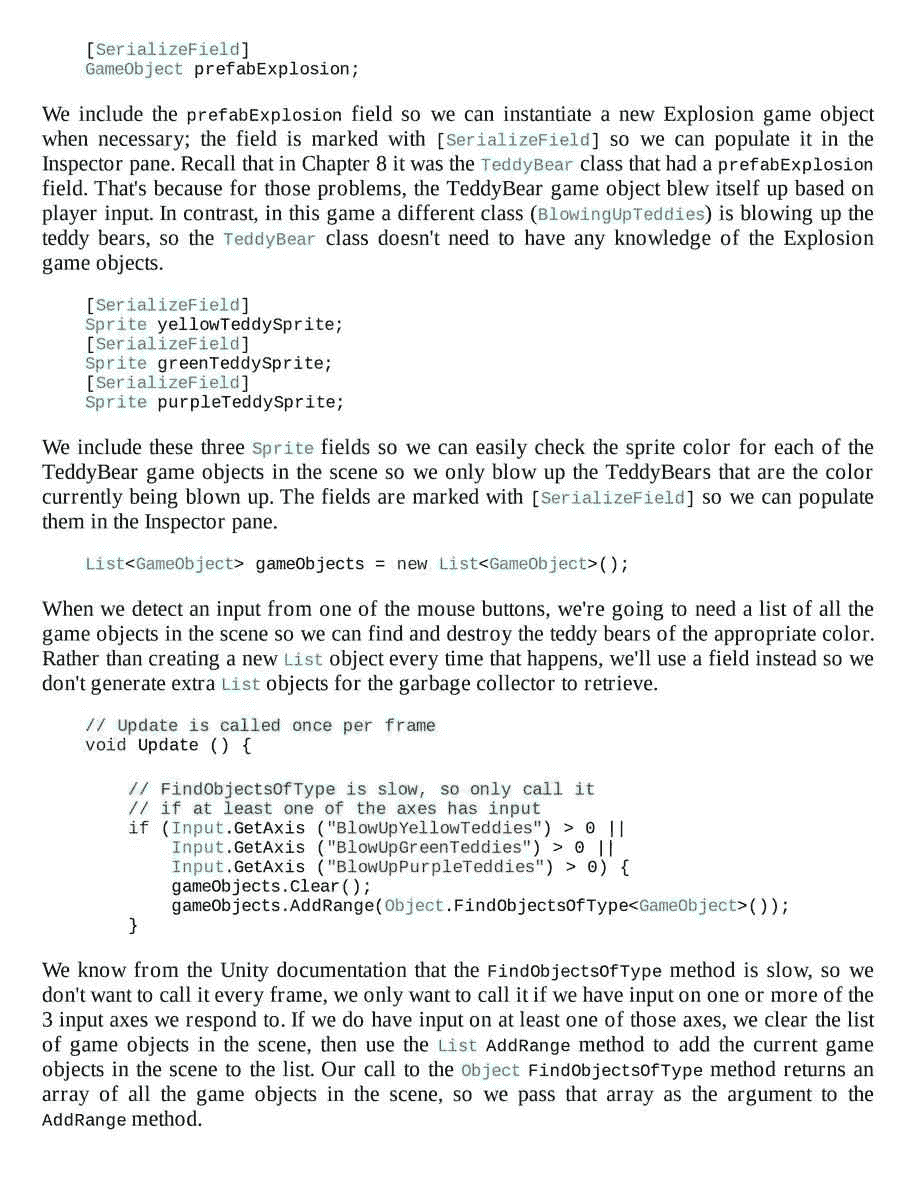 [SerializeField]
GameObject prefabExplosion;
We include the prefabExplosion field so we can instantiate a new Explosion game object
when necessary; the field is marked with [SerializeField] so we can populate it in the
Inspector pane. Recall that in Chapter 8 it was the TeddyBear class that had a prefabExplosion
field. That's because for those problems, the TeddyBear game object blew itself up based on
player input. In contrast, in this game a different class (BlowingUpTeddies) is blowing up the
teddy bears, so the TeddyBear class doesn't need to have any knowledge of the Explosion
game objects.
[SerializeField]
Sprite yellowTeddySprite;
[SerializeField]
Sprite greenTeddySprite;
[SerializeField]
Sprite purpleTeddySprite;
We include these three Sprite fields so we can easily check the sprite color for each of the
TeddyBear game objects in the scene so we only blow up the TeddyBears that are the color
currently being blown up. The fields are marked with [SerializeField] so we can populate
them in the Inspector pane.
List<GameObject> gameObjects = new List<GameObject>();
When we detect an input from one of the mouse buttons, we're going to need a list of all the
game objects in the scene so we can find and destroy the teddy bears of the appropriate color.
Rather than creating a new List object every time that happens, we'll use a field instead so we
don't generate extra List objects for the garbage collector to retrieve.
// Update is called once per frame
void Update () {
// FindObjectsOfType is slow, so only call it
// if at least one of the axes has input
if (Input.GetAxis ("BlowUpYellowTeddies") > 0 ||
Input.GetAxis ("BlowUpGreenTeddies") > 0 ||
Input.GetAxis ("BlowUpPurpleTeddies") > 0) {
gameObjects.Clear();
gameObjects.AddRange(Object.FindObjectsOfType<GameObject>());
}
We know from the Unity documentation that the FindObjectsOfType method is slow, so we
don't want to call it every frame, we only want to call it if we have input on one or more of the
3 input axes we respond to. If we do have input on at least one of those axes, we clear the list
of game objects in the scene, then use the List AddRange method to add the current game
objects in the scene to the list. Our call to the Object FindObjectsOfType method returns an
array of all the game objects in the scene, so we pass that array as the argument to the
AddRange method.